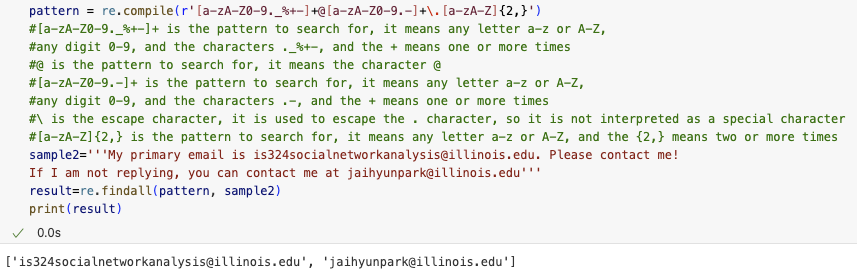 pattern = re.compile(r'[a-zA-Z0-9._%+-]+@[a-zA-Z0-9.-]+\.[a-zA-Z]{2,}')
#[a-zA-Z0-9._%+-]+ is the pattern to search for, it means any letter a-z or A-Z,
#any digit 0-9, and the characters ._%+-, and the + means one or more times
#@ is the pattern to search for, it means the character @
#[a-zA-Z0-9.-]+ is the pattern to search for, it means any letter a-z or A-Z,
#any digit 0-9, and the characters .-, and the + means one or more times
#\ is the escape character, it is used to escape the . character, so it is not interpreted as a special character
#[a-zA-Z]{2,} is the pattern to search for, it means any letter a-z or A-Z, and the {2,} means two or more times
sample2='''My primary email is is324socialnetworkanalysis@illinois.edu. Please contact me!
If I am not replying, you can contact me at jaihyunpark@illinois.edu'''
result=re.findall(pattern, sample2)
print(result)
0.0s
['is324socialnetworkanalysis@illinois.edu', 'jaihyunpark@illinois.edu']